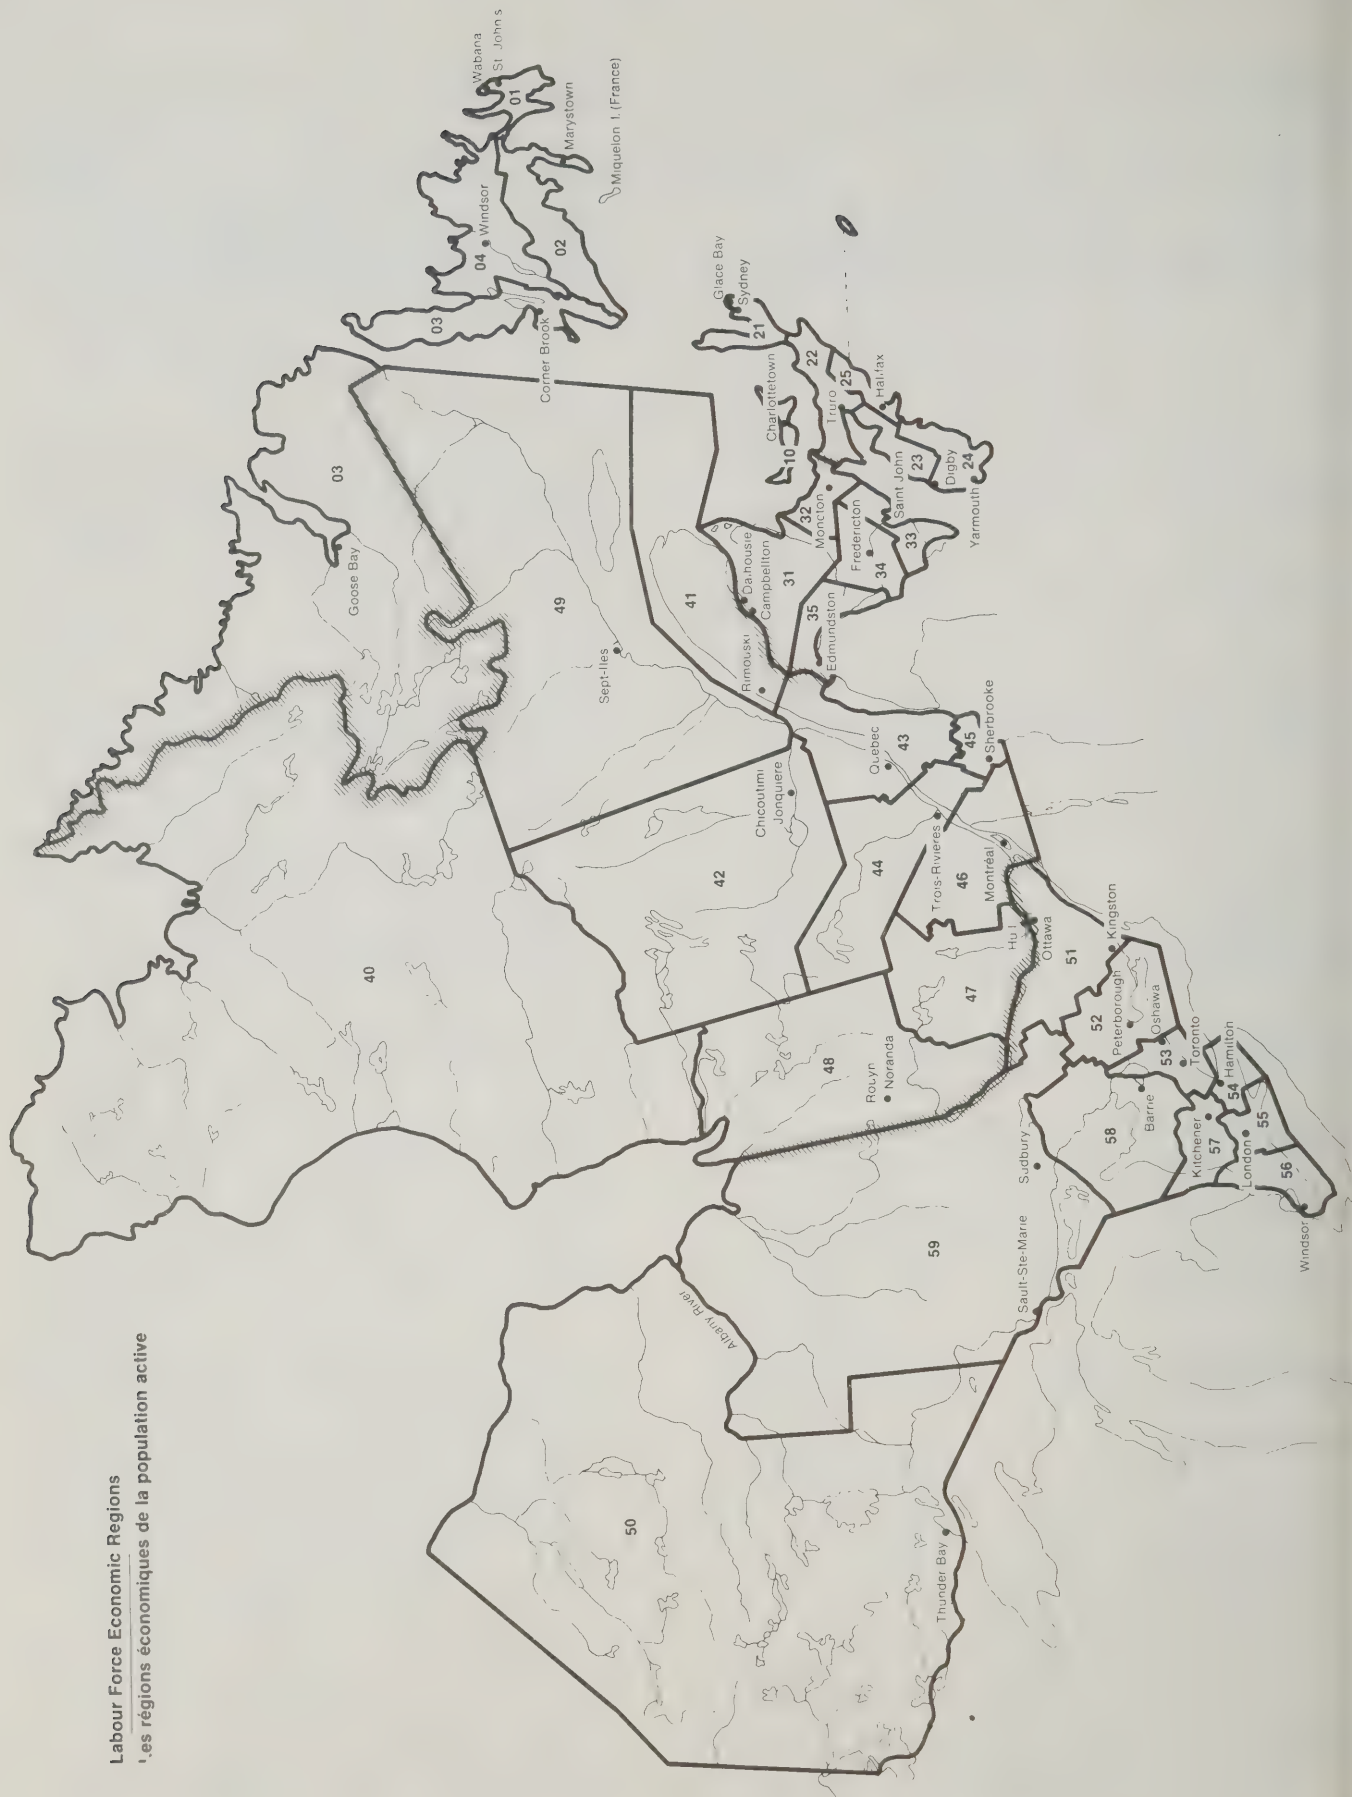 Labour Force Economic Regions
Les régions économiques de la population active
Wabana
St John s
01
Marystown
Miquelon I. (France)
Windsor
04
02
03
Corner Brook
03
Goose Bay
Glace Bay
Sydney
21
Charlottetown
22
25
Halifax
Truro
10
Saint John
23
Digby
24
Yarmouth
32
Moncton
Fredericton
34
33
Dalhousie
Campbellton
31
35
Edmundston
49
Sept-Iles
41
Rimouski
40
42
Chicoutimi
Jonquiere
Quebec
43
45
Sherbrooke
44
Trois-Rivieres
46
Montréal
Hull
Ottawa
47
48
Rouyn
Noranda
51
Kingston
52
Peterborough
Oshawa
53
Toronto
54
Hamilton
55
Barrie
58
Kitchener
57
London
56
Windsor
Sudbury
59
Sault-Ste-Marie
Albany River
50
Thunder Bay